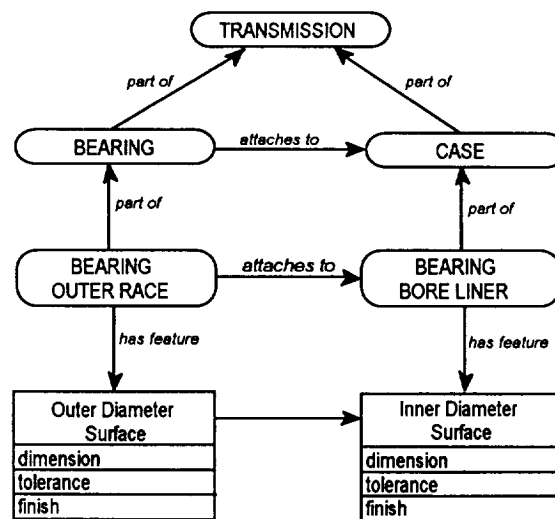 TRANSMISSION
part of
part of
BEARING
attaches to
CASE
part of
part of
BEARING
OUTER RACE
attaches to
BEARING
BORE LINER
has feature
has feature
Outer Diameter
Surface
dimension
tolerance
finish
Inner Diameter
Surface
dimension
tolerance
finish